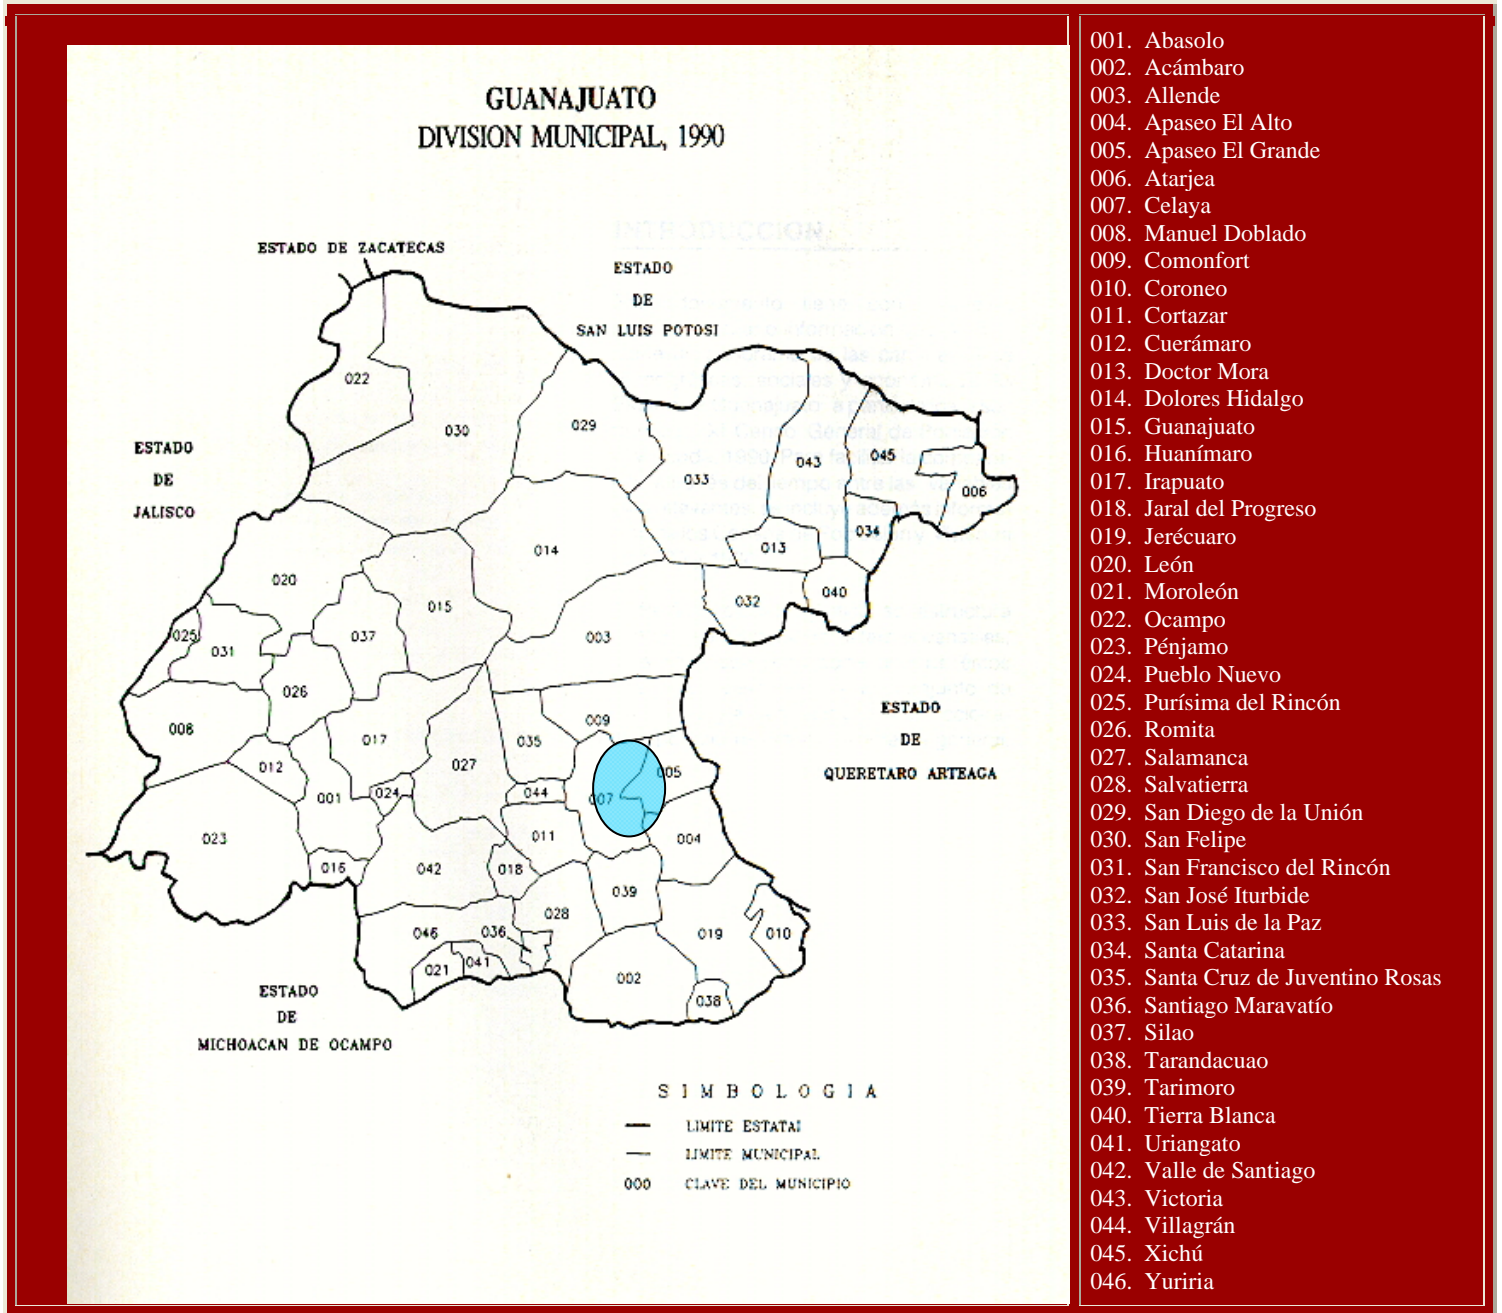 GUANAJUATO
DIVISION MUNICIPAL, 1990
INTRODUCCION
ESTADO DE ZACATECAS
ESTADO
DE
SAN LUIS POTOSI
ESTADO
DE
JALISCO
ESTADO
DE
QUERETARO ARTEAGA
ESTADO
DE
MICHOACAN DE OCAMPO
022
030
029
033
043
045
006
034
013
014
020
015
032
040
025
031
037
003
026
008
017
035
009
012
027
005
001
024
044
007
023
011
004
016
042
018
039
028
046
036
019
010
021
041
002
038
SIMBOLOGIA
LIMITE ESTATAl
LIMITE MUNICIPAL
000 CLAVE DEL MUNICIPIO
001. Abasolo
002. Acámbaro
003. Allende
004. Apaseo El Alto
005. Apaseo El Grande
006. Atarjea
007. Celaya
008. Manuel Doblado
009. Comonfort
010. Coroneo
011. Cortazar
012. Cuerámaro
013. Doctor Mora
014. Dolores Hidalgo
015. Guanajuato
016. Huanímaro
017. Irapuato
018. Jaral del Progreso
019. Jerécuaro
020. León
021. Moroleón
022. Ocampo
023. Pénjamo
024. Pueblo Nuevo
025. Purísima del Rincón
026. Romita
027. Salamanca
028. Salvatierra
029. San Diego de la Unión
030. San Felipe
031. San Francisco del Rincón
032. San José Iturbide
033. San Luis de la Paz
034. Santa Catarina
035. Santa Cruz de Juventino Rosas
036. Santiago Maravatío
037. Silao
038. Tarandacuao
039. Tarimoro
040. Tierra Blanca
041. Uriangato
042. Valle de Santiago
043. Victoria
044. Villagrán
045. Xichú
046. Yuriria